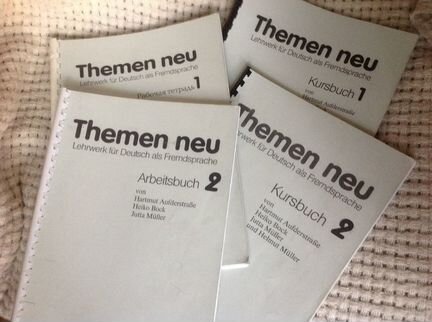 Themen neu
Lehrwerk für Deutsch als Fremdsprache
Рабочая тетрадь 1
Themen neu
Lehrwerk für Deutsch als Fremdsprache
Kursbuch 1
von
Hartmut Aufderstraße
Themen neu
Lehrwerk für Deutsch als Fremdsprache
Arbeitsbuch 2
von
Hartmut Aufderstraße
Heiko Bock
Jutta Müller
Themen neu
Lehrwerk für Deutsch als Fremdsprache
Kursbuch 2
von
Hartmut Aufderstraße
Heiko Bock
Jutta Müller
und Helmut Müller